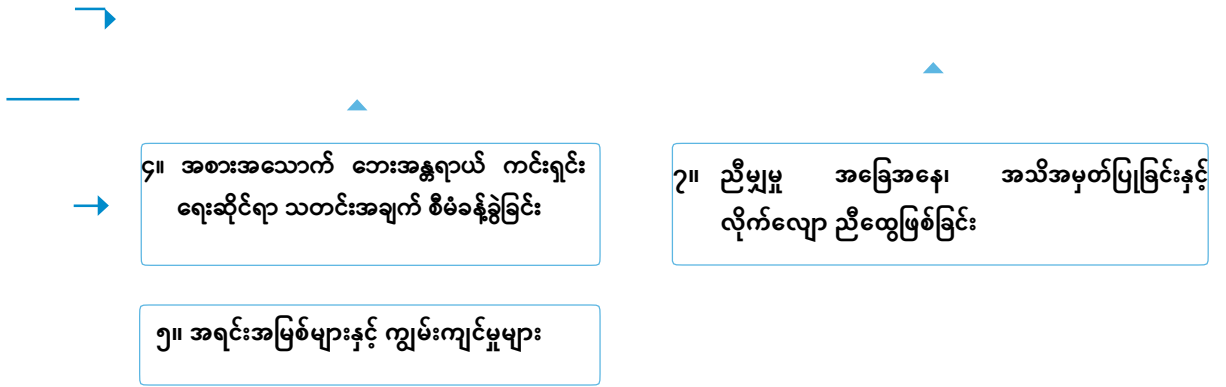 ၄။ အစားအသောက် ဘေးအန္တရာယ် ကင်းရှင်း
ရေးဆိုင်ရာ သတင်းအချက် စီမံခန့်ခွဲခြင်း
၇။ ညီမျှမှု အခြေအနေ၊ အသိအမှတ်ပြုခြင်းနှင့်
လိုက်လျော ညီထွေဖြစ်ခြင်း
၅။ အရင်းအမြစ်များနှင့် ကျွမ်းကျင်မှုများ